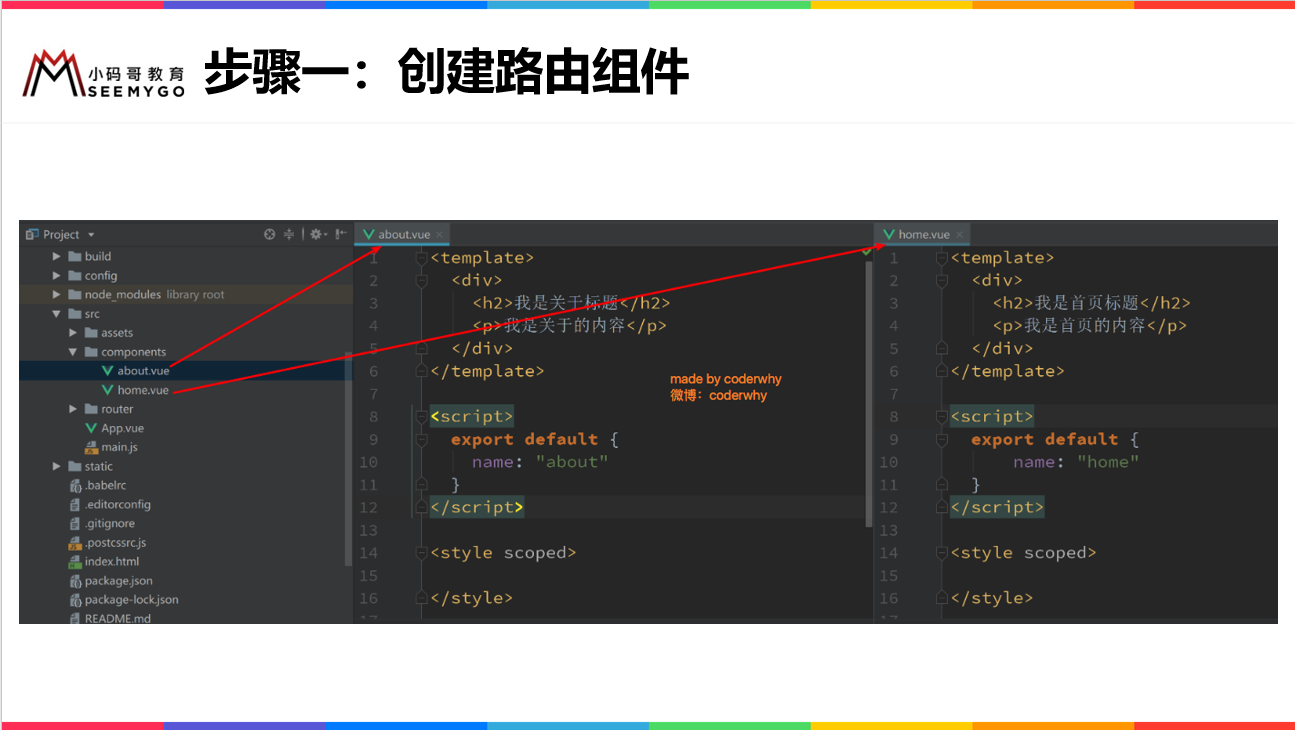 小码哥教育
SEEMYGO
步骤一：创建路由组件
Project
build
config
node_modules library root
src
assets
components
about.vue
home.vue
router
App.vue
main.js
static
.babelrc
.editorconfig
.gitignore
.postcssrc.js
index.html
package.json
package-lock.json
README.md
about.vue
1 <template>
2 <div>
3 <h2>我是关于标题</h2>
4 <p>我是关于的内容</p>
5 </div>
6 </template>
7
8 <script>
9 export default {
10 name: "about"
11 }
12 </script>
13
14 <style scoped>
15
16 </style>
17
made by coderwhy
微博：coderwhy
home.vue
1 <template>
2 <div>
3 <h2>我是首页标题</h2>
4 <p>我是首页的内容</p>
5 </div>
6 </template>
7
8 <script>
9 export default {
10 name: "home"
11 }
12 </script>
13
14 <style scoped>
15
16 </style>
17